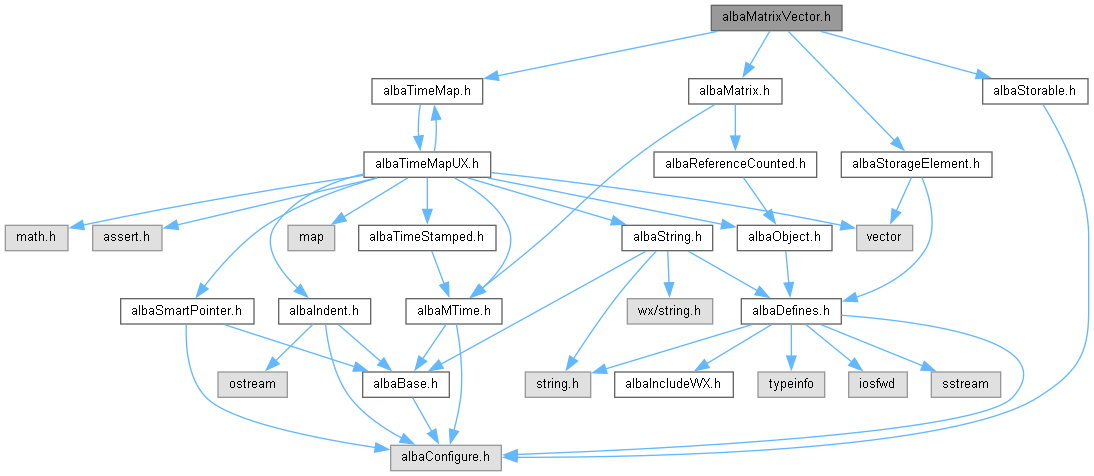 albaMatrixVector.h
albaTimeMap.h
albaMatrix.h
albaStorable.h
albaTimeMapUX.h
albaReferenceCounted.h
albaStorageElement.h
math.h
assert.h
map
albaTimeStamped.h
albaString.h
albaObject.h
vector
albaSmartPointer.h
albaIndent.h
albaMTime.h
wx/string.h
albaDefines.h
ostream
albaBase.h
string.h
albaIncludeWX.h
typeinfo
iosfwd
sstream
albaConfigure.h